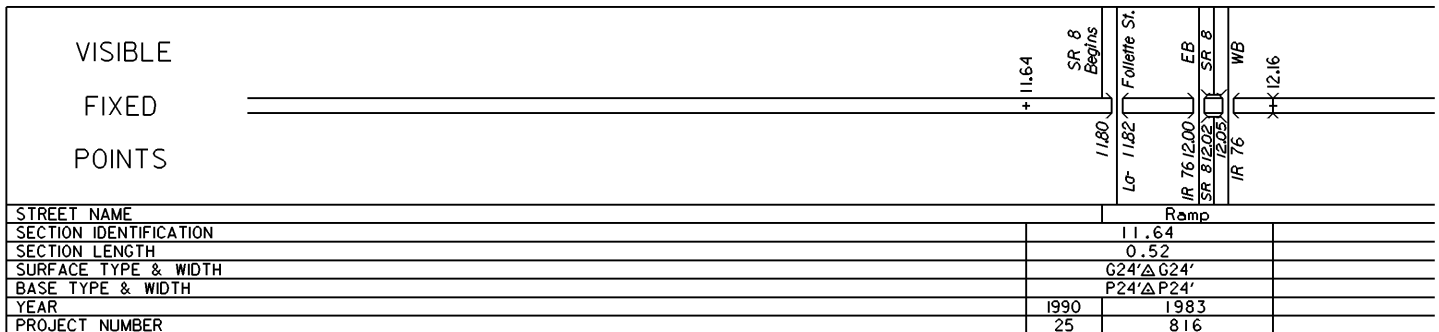 VISIBLE
FIXED
POINTS
11.64
SR 8
Begins
Follette St.
EB
SR 8
WB
12.16
11.80
La- 11.82
IR 76 12.00
SR 8 12.02
12.05
IR 76
STREET NAME Ramp
SECTION IDENTIFICATION 11.64
SECTION LENGTH 0.52
SURFACE TYPE & WIDTH G24'△G24'
BASE TYPE & WIDTH P24'△P24'
YEAR 1990 1983
PROJECT NUMBER 25 816